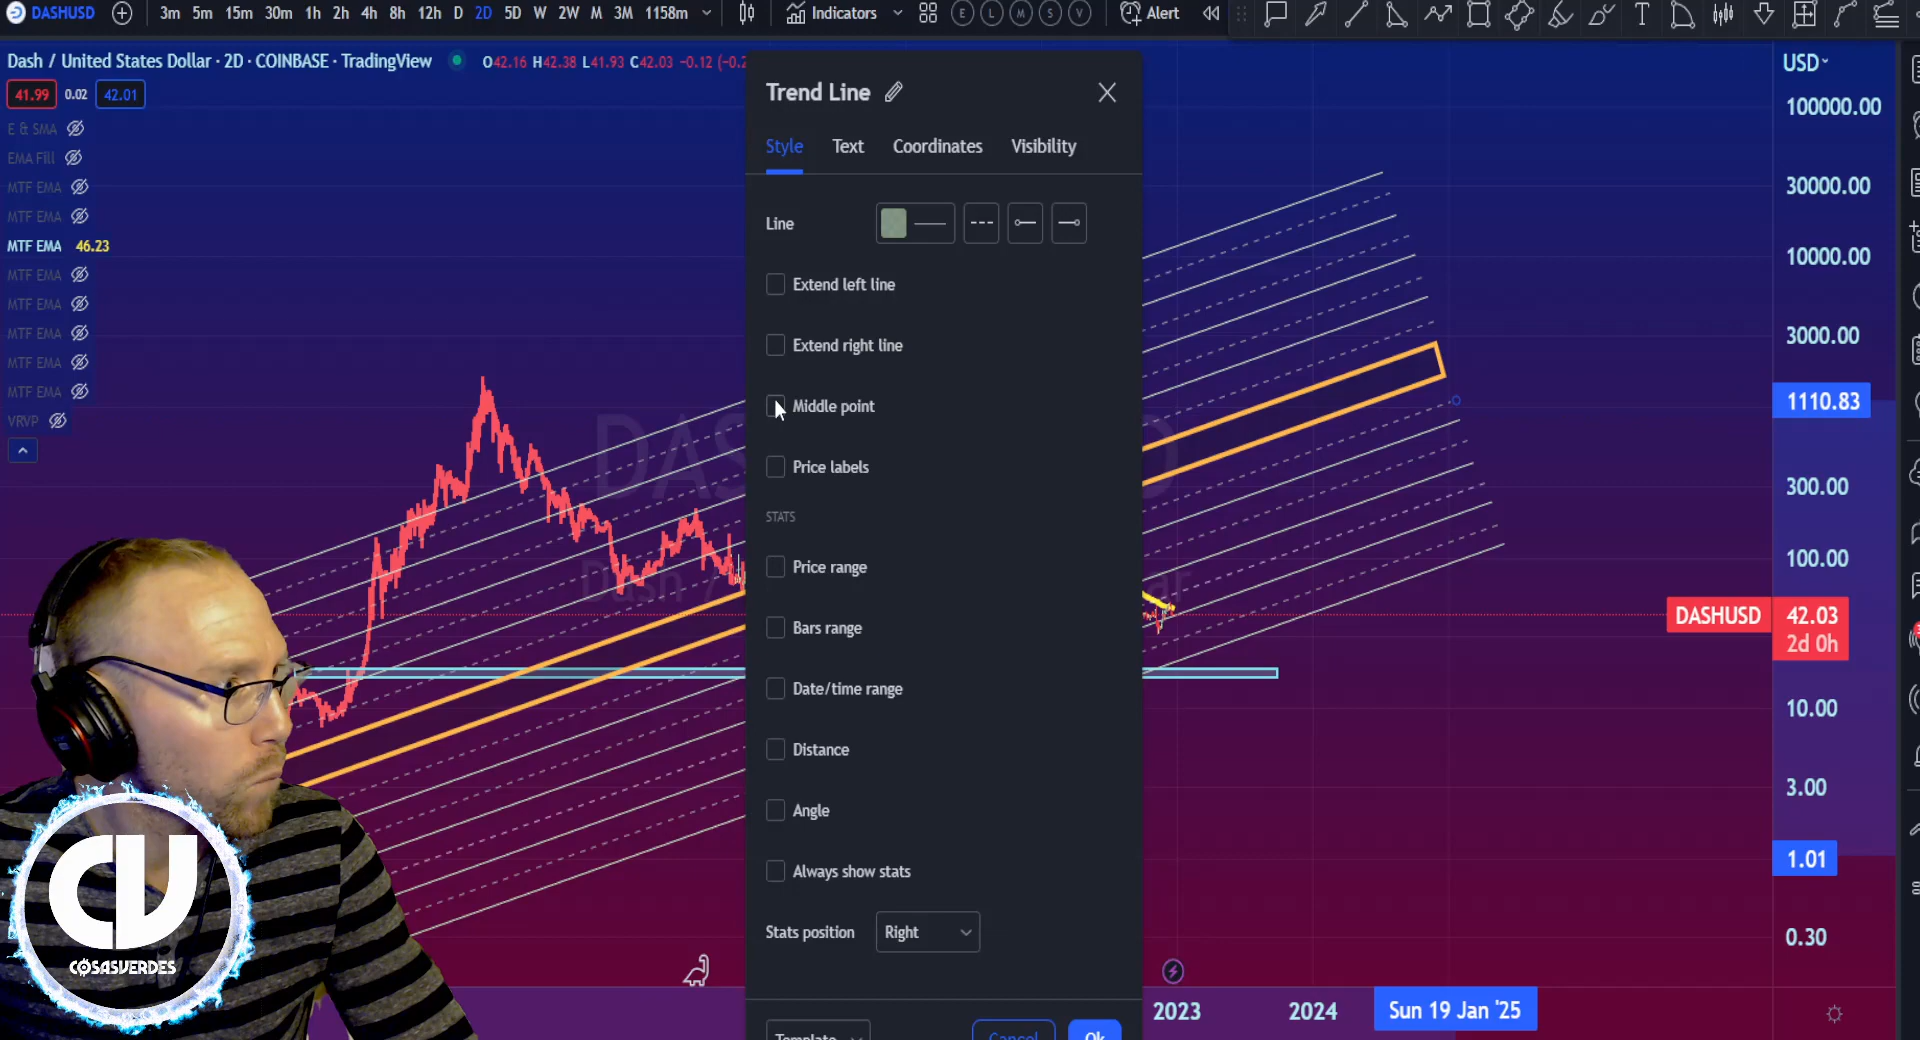 DASHUSD 3m 5m 15m 30m 1h 2h 4h 8h 12h D 2D 5D W 2W M 3M 1158m Indicators E L M S V Alert
Dash / United States Dollar · 2D · COINBASE · TradingView O42.16 H42.38 L41.93 C42.03 -0.12
41.99 0.02 42.01
E & SMA
EMA Fill
MTF EMA
MTF EMA
MTF EMA 46.23
MTF EMA
MTF EMA
MTF EMA
MTF EMA
MTF EMA
VRVP
Trend Line
Style Text Coordinates Visibility
Line
Extend left line
Extend right line
Middle point
Price labels
STATS
Price range
Bars range
Date/time range
Distance
Angle
Always show stats
Stats position Right
Template Cancel Ok
USD
100000.00
30000.00
10000.00
3000.00
1110.83
300.00
100.00
DASHUSD 42.03
2d 0h
10.00
3.00
1.01
0.30
2023 2024 Sun 19 Jan '25
CV
COSASVERDES